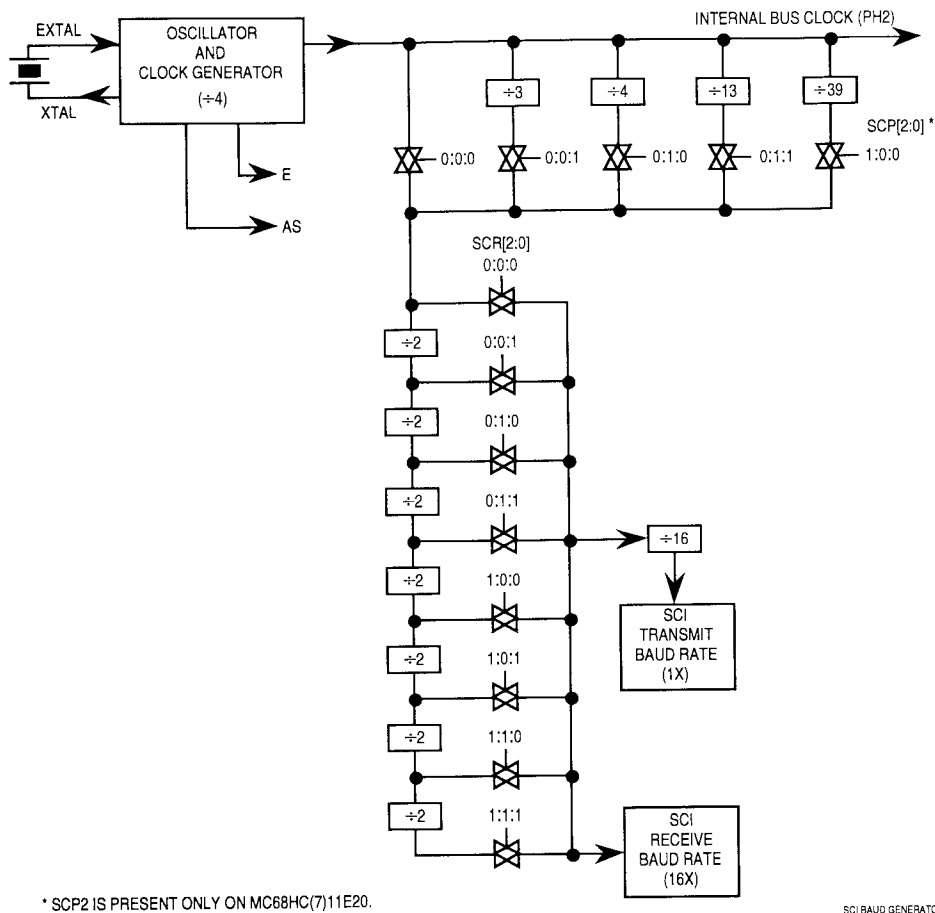 EXTAL
XTAL
OSCILLATOR
AND
CLOCK GENERATOR
(÷4)
E
AS
INTERNAL BUS CLOCK (PH2)
÷3
÷4
÷13
÷39
SCP[2:0] *
0:0:0
0:0:1
0:1:0
0:1:1
1:0:0
SCR[2:0]
0:0:0
÷2
0:0:1
÷2
0:1:0
÷2
0:1:1
÷16
÷2
1:0:0
SCI
TRANSMIT
BAUD RATE
(1X)
÷2
1:0:1
÷2
1:1:0
÷2
1:1:1
SCI
RECEIVE
BAUD RATE
(16X)
* SCP2 IS PRESENT ONLY ON MC68HC(7)11E20.
SCI BAUD GENERATO